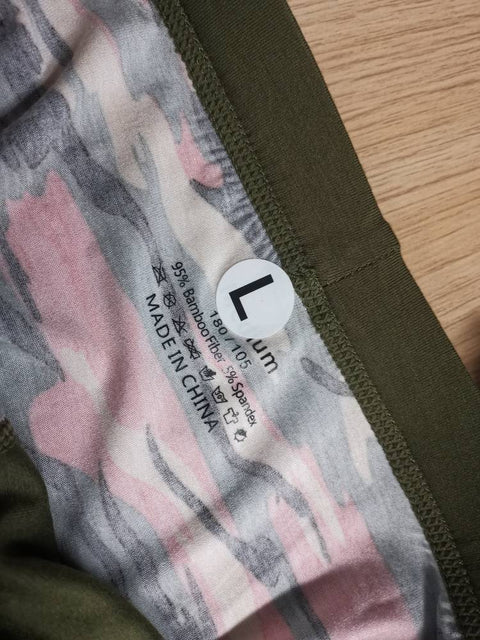 L
um
180/105
95% Bamboo Fiber 5% Spandex
MADE IN CHINA